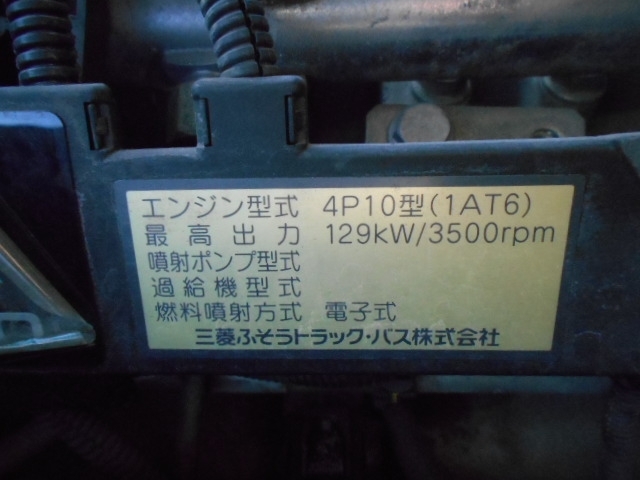 エンジン型式 4P10型(1AT6)
最高出力 129kW/3500rpm
噴射ポンプ型式
過給機型式
燃料噴射方式 電子式
三菱ふそうトラック・バス株式会社